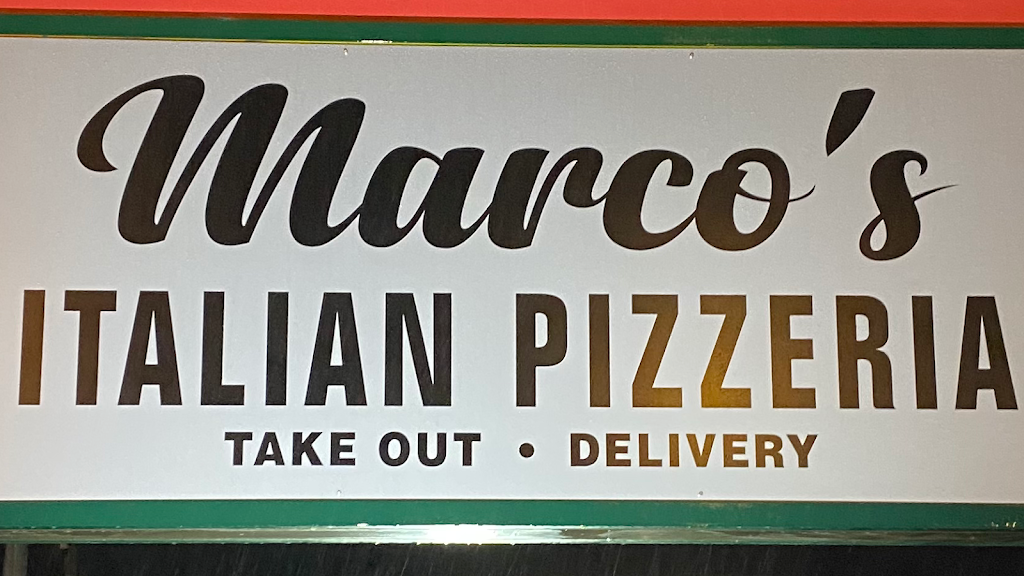 Marco's
ITALIAN PIZZERIA
TAKE OUT • DELIVERY